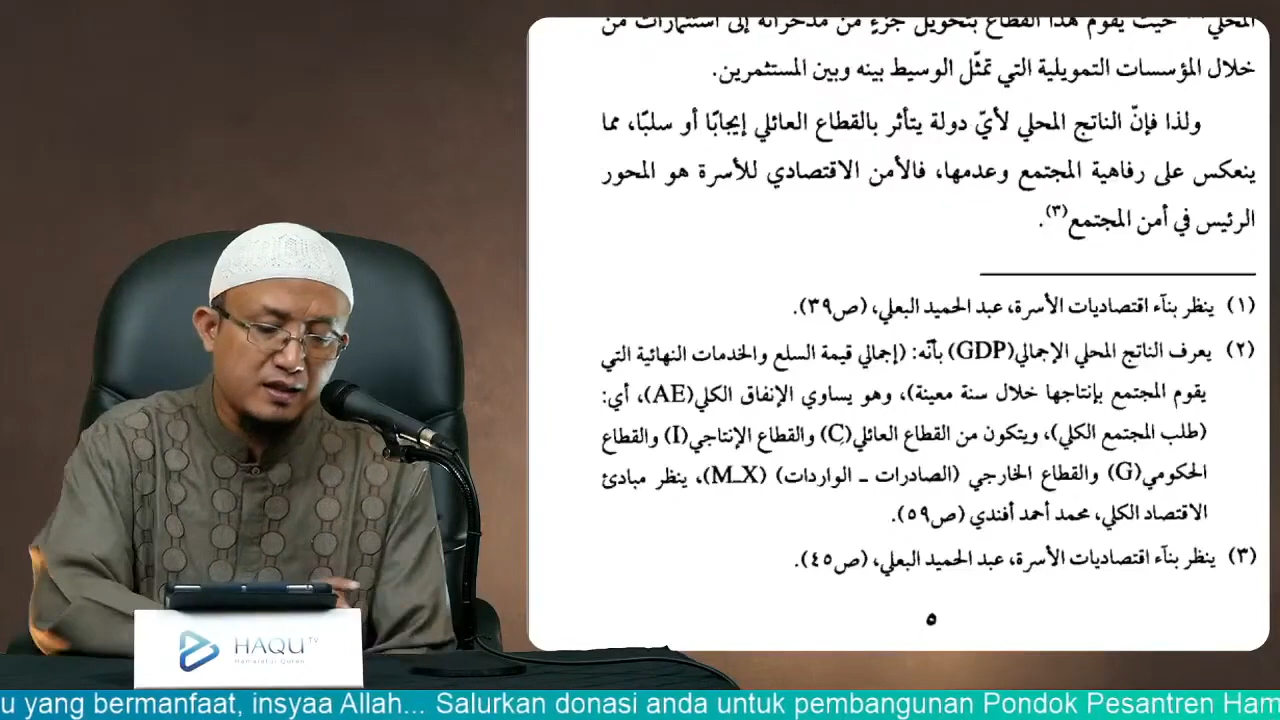 المحلي حيث يقوم هذا القطاع بتحويل جزءٍ من مدخراته إلى استثمارات من
خلال المؤسسات التمويلية التي تمثّل الوسيط بينه وبين المستثمرين.
ولذا فإنّ الناتج المحلي لأيّ دولة يتأثر بالقطاع العائلي إيجابًا أو سلبًا، مما
ينعكس على رفاهية المجتمع وعدمها، فالأمن الاقتصادي للأسرة هو المحور
الرئيس في أمن المجتمع(٣).
(١) ينظر بنآء اقتصاديات الأسرة، عبد الحميد البعلي، (ص٣٩).
(٢) يعرف الناتج المحلي الإجمالي(GDP) بأنّه: (إجمالي قيمة السلع والخدمات النهائية التي
يقوم المجتمع بإنتاجها خلال سنة معينة)، وهو يساوي الإنفاق الكلي(AE)، أي:
(طلب المجتمع الكلي)، ويتكون من القطاع العائلي(C) والقطاع الإنتاجي(I) والقطاع
الحكومي(G) والقطاع الخارجي (الصادرات ـ الواردات) (M_X)، ينظر مبادئ
الاقتصاد الكلي، محمد أحمد أفندي (ص٥٩).
(٣) ينظر بنآء اقتصاديات الأسرة، عبد الحميد البعلي، (ص٤٥).
٥
HAQU TV
Hamalatul Quran
u yang bermanfaat, insyaa Allah... Salurkan donasi anda untuk pembangunan Pondok Pesantren Ham